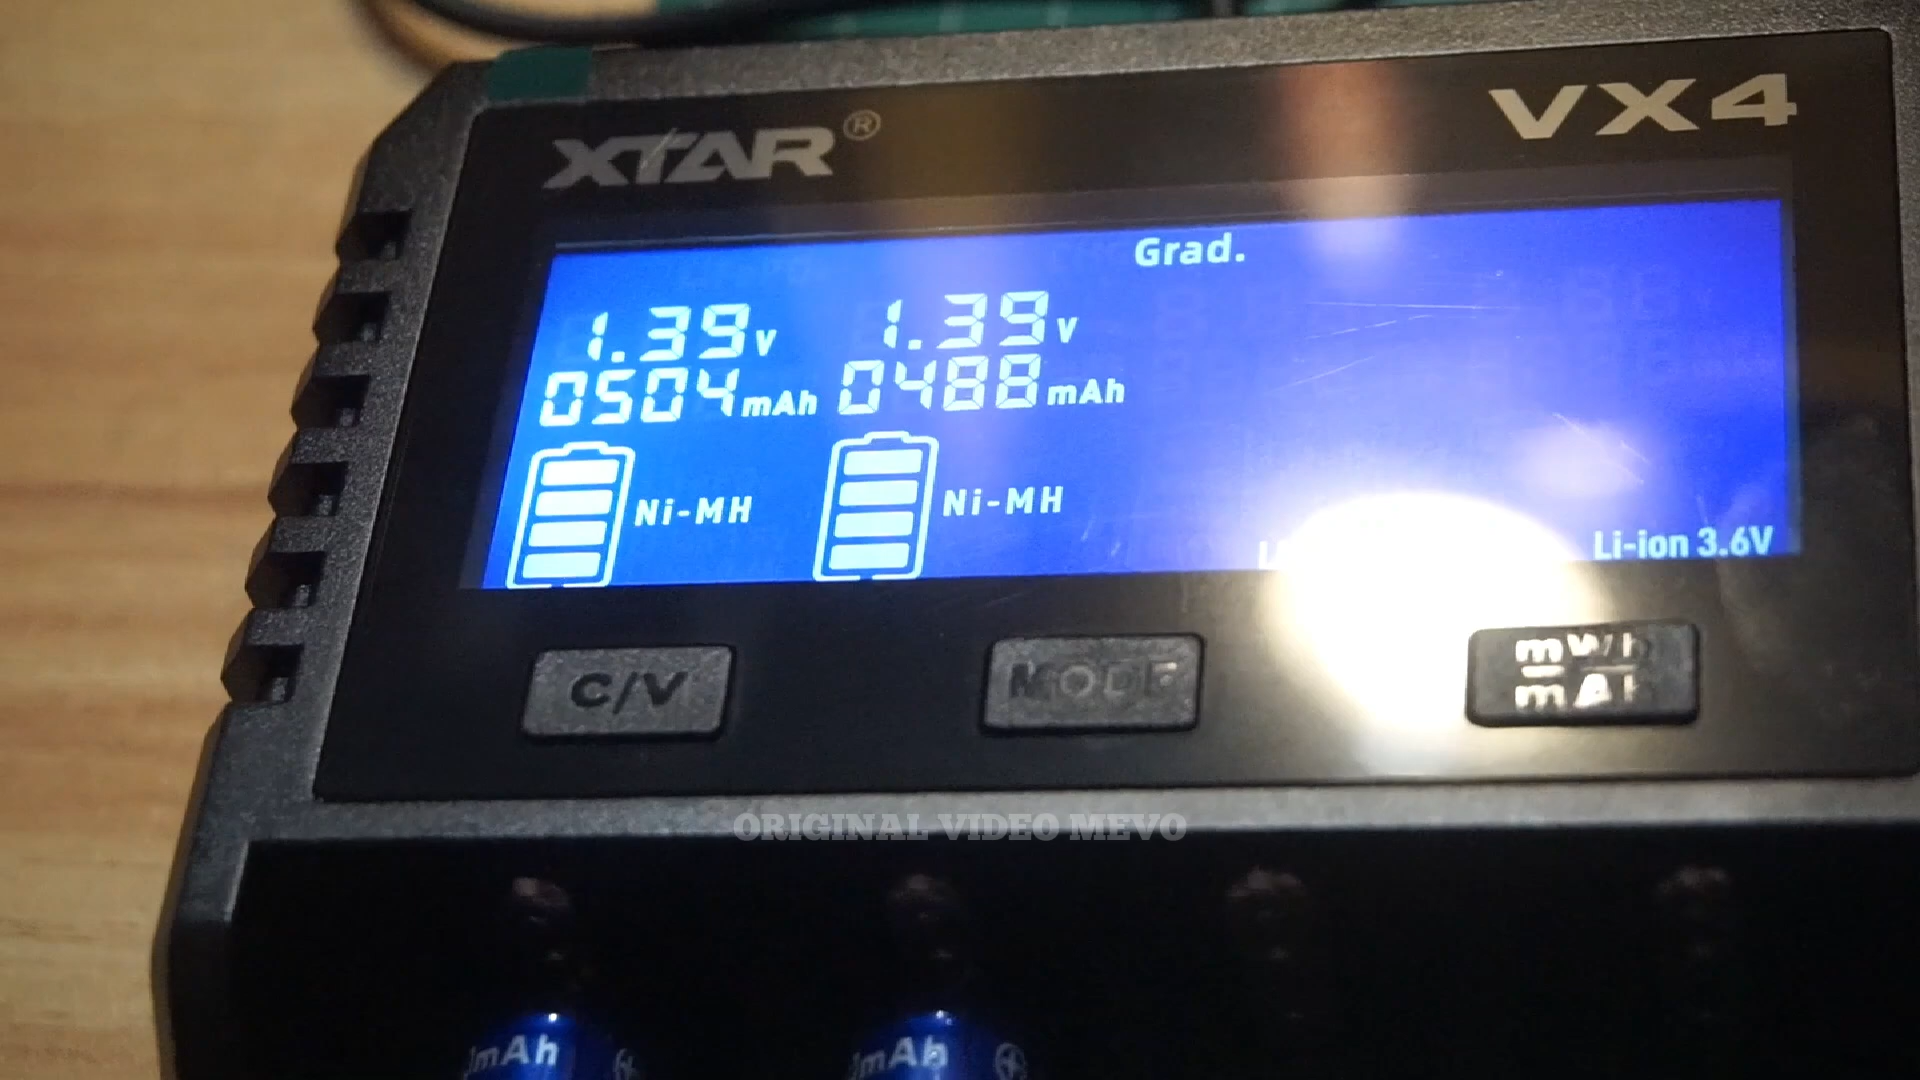 XTAR®
VX4
Grad.
1.39V 1.39V
0504mAh 0488mAh
Ni-MH Ni-MH
Li-ion 3.6V
C/V MODE mWh
mAh
ORIGINAL VIDEO MEVO
mAh mAh